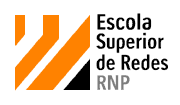 Escola
Superior
de Redes
RNP